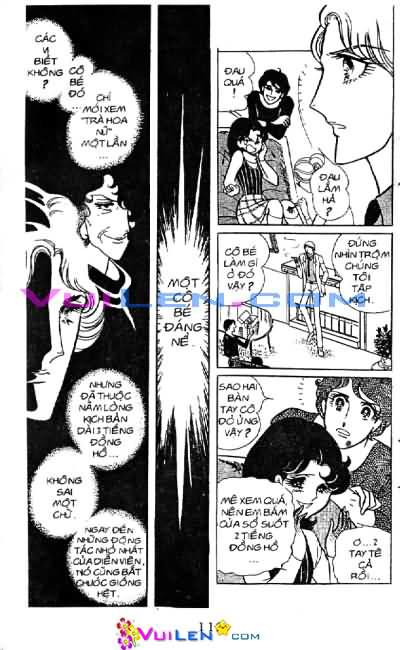 ĐAU
QUÁ !
ĐAU
LẮM
HẢ ?
CÔ BÉ
LÀM GÌ
Ở ĐÓ
VẬY ?
ĐỨNG
NHÌN TRỘM
CHÚNG
TÔI
TẬP
KỊCH.
SAO HAI
BÀN
TAY CÔ
ĐỎ ỬNG
VẬY ?
MÊ XEM QUÁ,
NÊN EM BÁM
CỬA SỔ SUỐT
2 TIẾNG
ĐỒNG HỒ
...
Ơ...2
TAY TÊ
CẢ
RỒI...
MỘT
CÔ
BÉ
ĐÁNG
NỂ.
CÁC
VỊ
BIẾT
KHÔNG
?
CÔ
BÉ
ĐÓ
...
CHỈ
MỚI XEM
"TRÀ HOA
NỮ"
MỘT LẦN
...
NHƯNG
ĐÃ THUỘC
NẰM LÒNG
KỊCH BẢN
DÀI 3 TIẾNG
ĐỒNG
HỒ...
KHÔNG
SAI
MỘT
CHỮ.
NGAY ĐẾN
NHỮNG ĐỘNG
TÁC NHỎ NHẤT
CỦA DIỄN VIÊN,
NÓ CŨNG BẮT
CHƯỚC GIỐNG
HỆT.
VUILEN.COM
11
VUILEN.COM